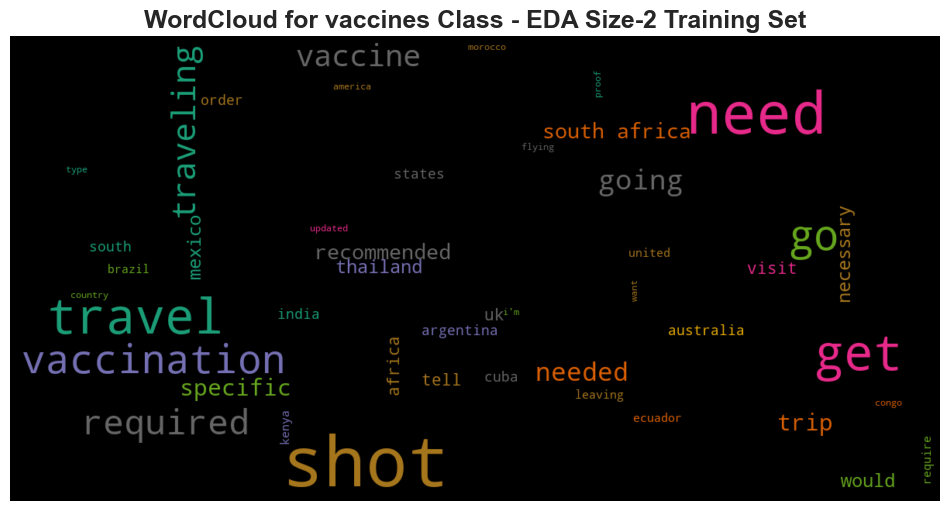 WordCloud for vaccines Class - EDA Size-2 Training Set
morocco
vaccine
traveling
america
proof
order
need
south africa
flying
type
states
going
updated
necessary
mexico
south
recommended
go
united
thailand
visit
brazil
want
country
travel
india
uk
i'm
argentina
australia
vaccination
africa
get
needed
tell
cuba
specific
leaving
congo
required
kenya
ecuador
trip
shot
require
would